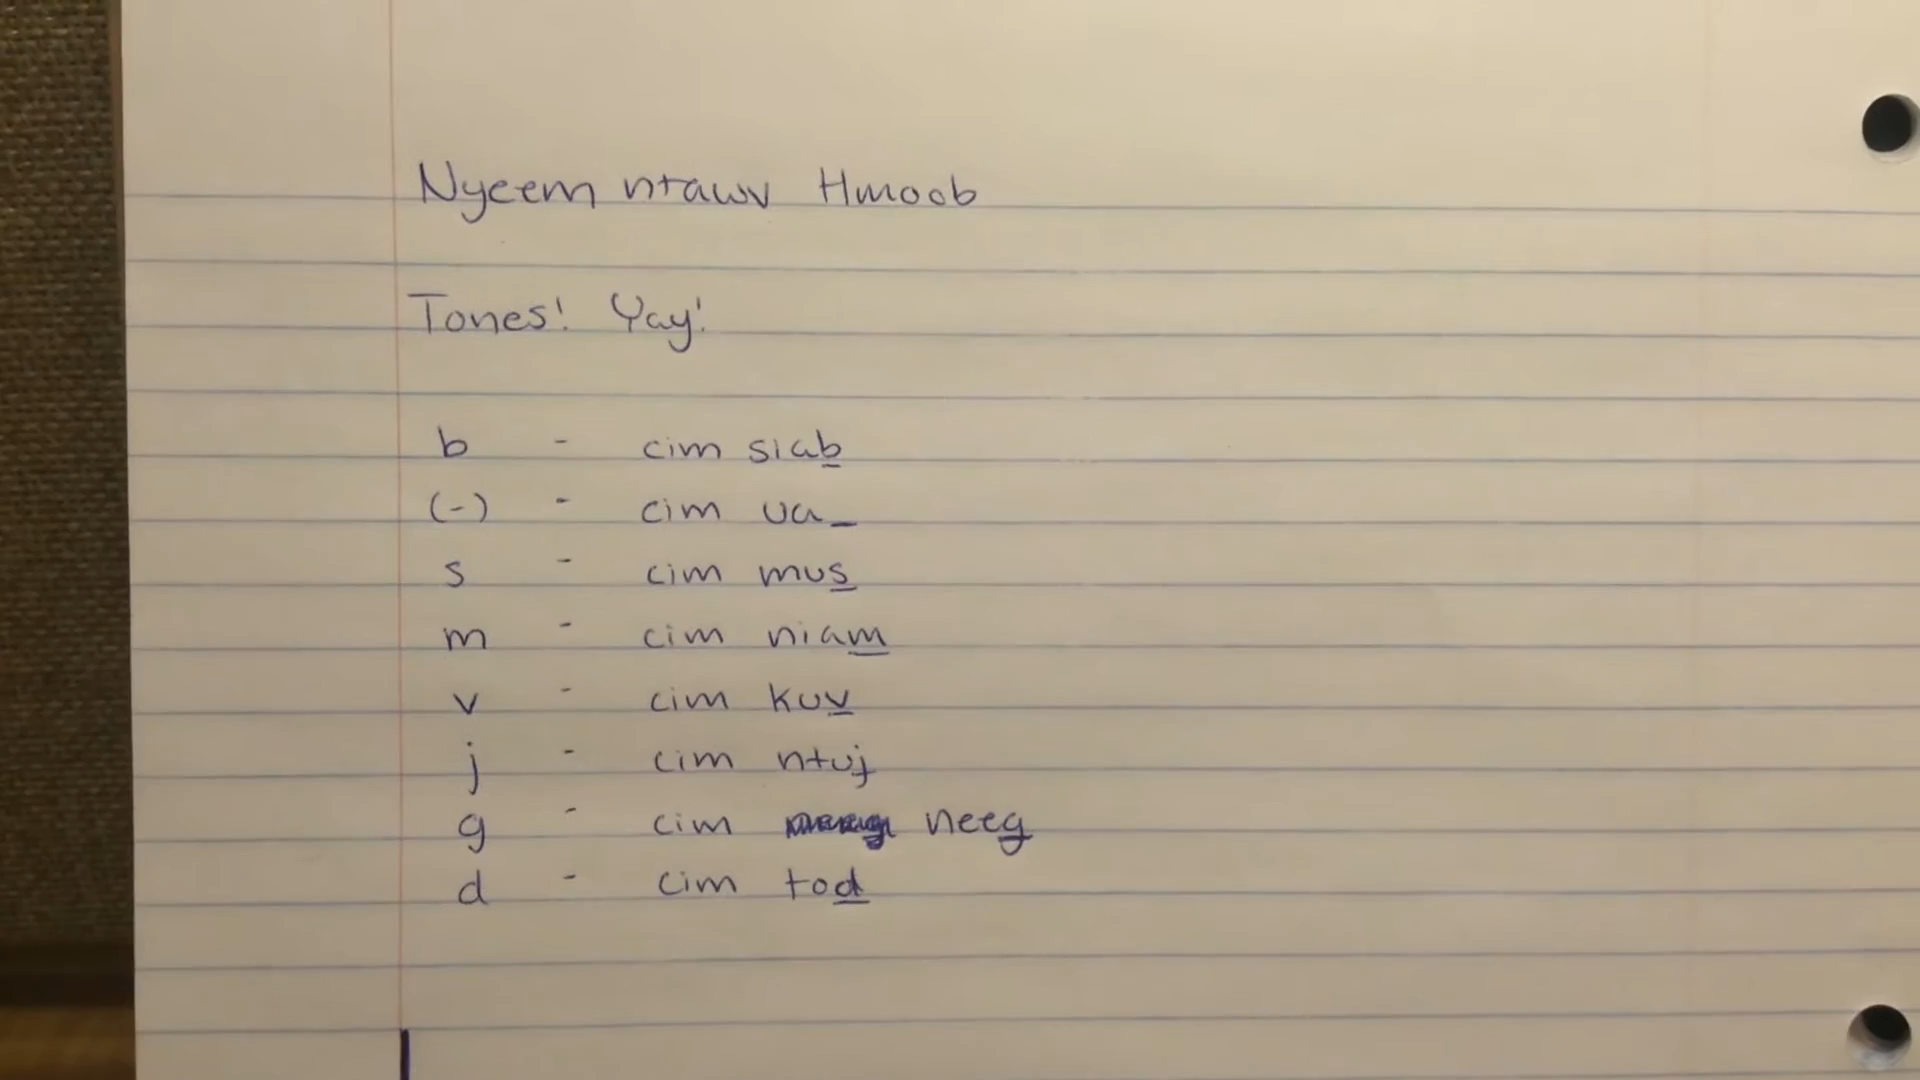 Nyeem ntawv Hmoob
Tones! Yay!
b - cim siab
(-) - cim ua_
s - cim mus
m - cim niam
v - cim kuv
j - cim ntuj
g - cim neeg
d - cim tod